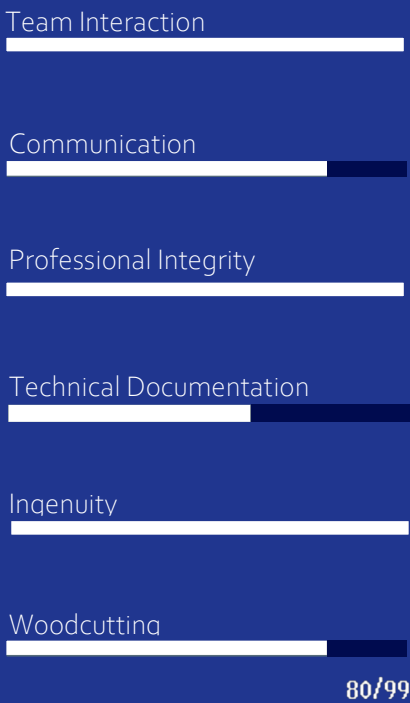 Team Interaction
Communication
Professional Integrity
Technical Documentation
Ingenuity
Woodcutting
80/99